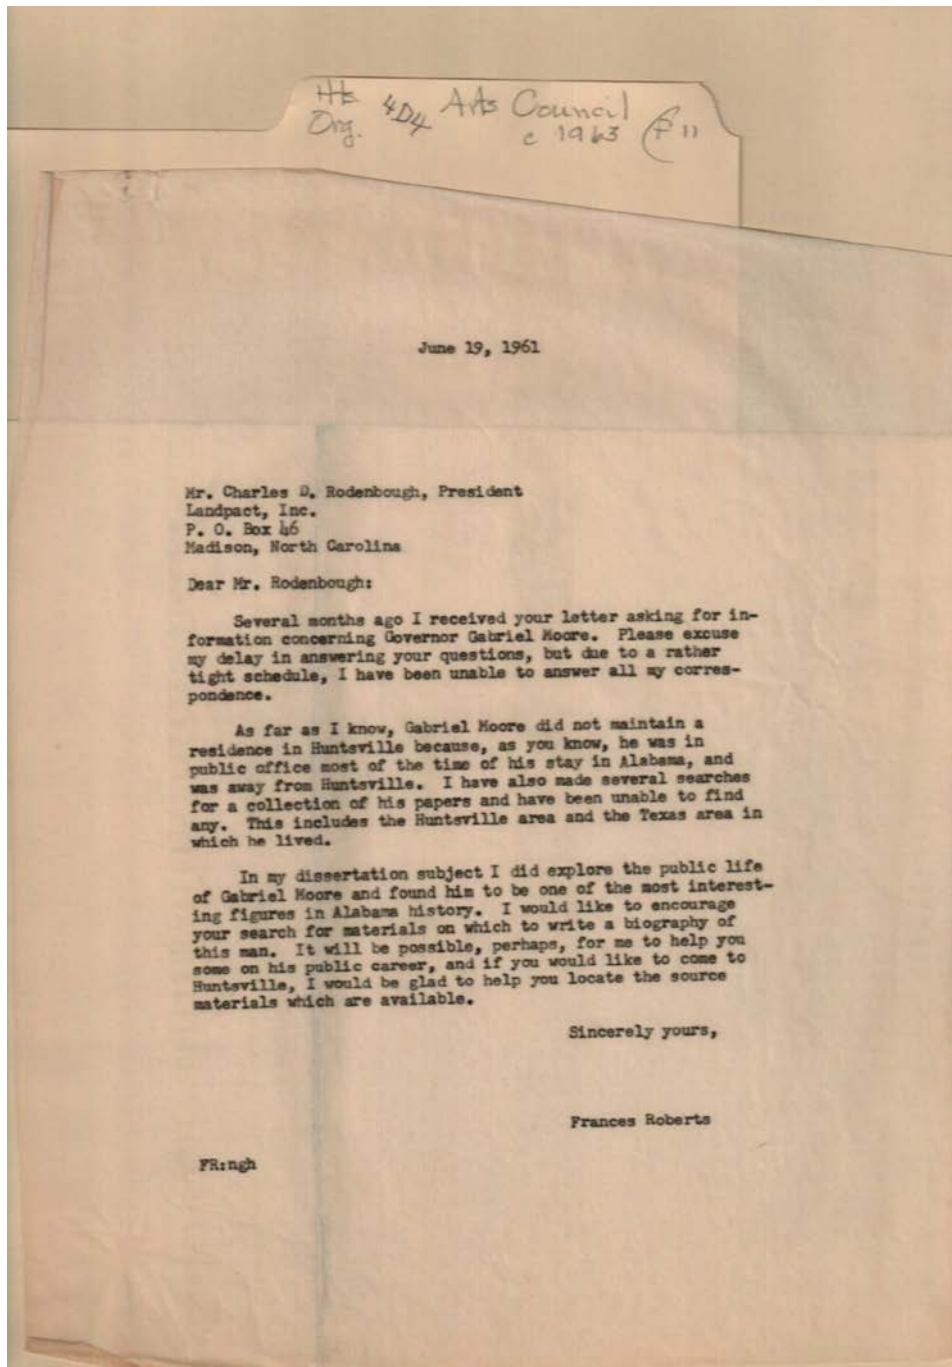 Hts. 4D4 Arts Council
Org. c 1963 F 11
June 19, 1961
Mr. Charles D. Rodenbough, President
Landpact, Inc.
P. O. Box 46
Madison, North Carolina
Dear Mr. Rodenbough:
Several months ago I received your letter asking for in-
formation concerning Governor Gabriel Moore. Please excuse
my delay in answering your questions, but due to a rather
tight schedule, I have been unable to answer all my corres-
pondence.
As far as I know, Gabriel Moore did not maintain a
residence in Huntsville because, as you know, he was in
public office most of the time of his stay in Alabama, and
was away from Huntsville. I have also made several searches
for a collection of his papers and have been unable to find
any. This includes the Huntsville area and the Texas area in
which he lived.
In my dissertation subject I did explore the public life
of Gabriel Moore and found him to be one of the most interest-
ing figures in Alabama history. I would like to encourage
your search for materials on which to write a biography of
this man. It will be possible, perhaps, for me to help you
some on his public career, and if you would like to come to
Huntsville, I would be glad to help you locate the source
materials which are available.
Sincerely yours,
Frances Roberts
FR:ngh